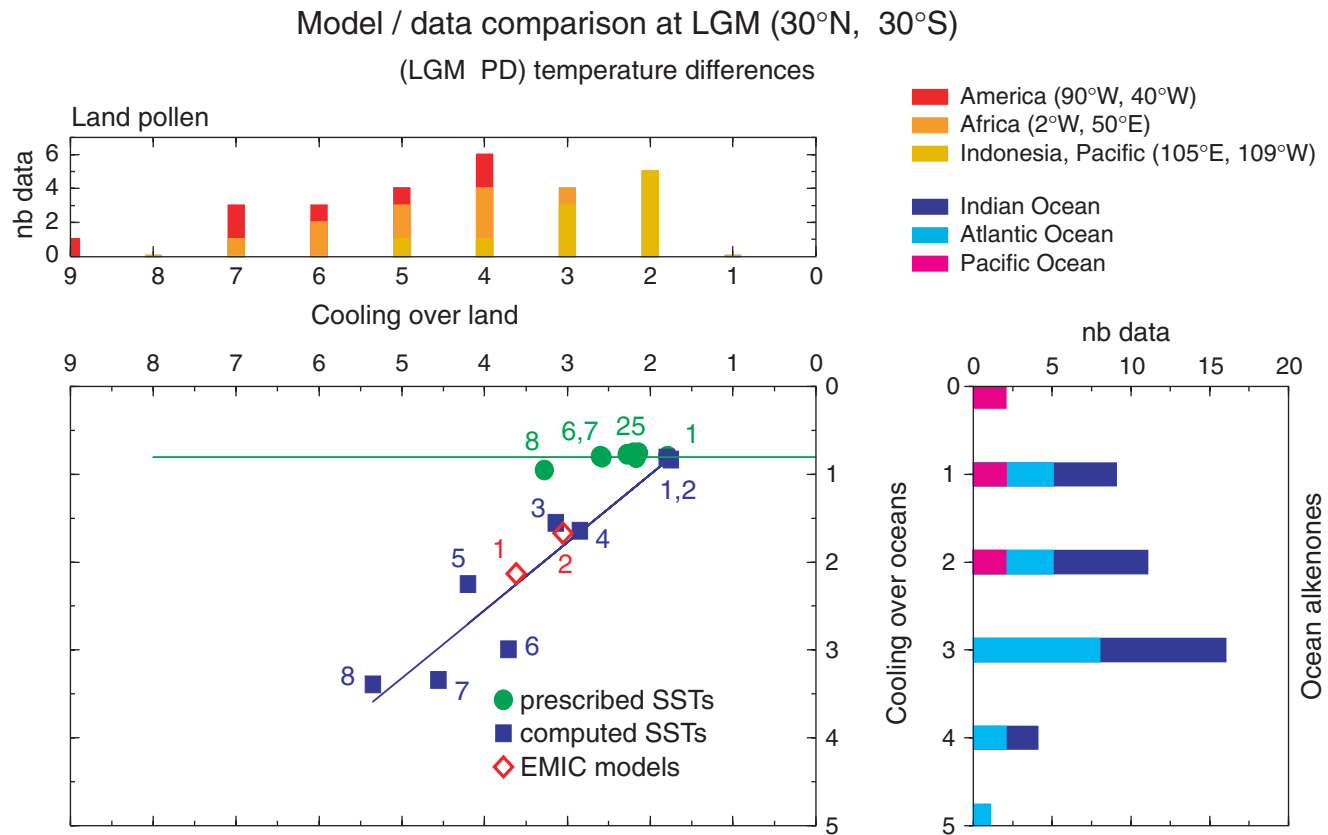 Model / data comparison at LGM (30°N, 30°S)
(LGM PD) temperature differences
Land pollen
nb data
6
4
2
0
9 8 7 6 5 4 3 2 1 0
America (90°W, 40°W)
Africa (2°W, 50°E)
Indonesia, Pacific (105°E, 109°W)
Indian Ocean
Atlantic Ocean
Pacific Ocean
Cooling over land
9 8 7 6 5 4 3 2 1 0
0
1
2
3
4
5
Cooling over oceans
8
6,7
25
1
1,2
3
4
1
2
5
6
8
7
prescribed SSTs
computed SSTs
EMIC models
nb data
0 5 10 15 20
0
1
2
3
4
5
Ocean alkenones